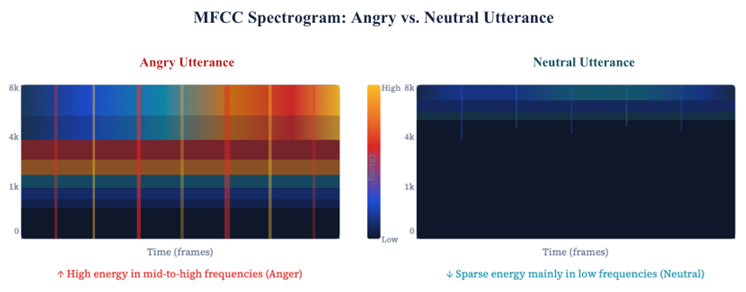 MFCC Spectrogram: Angry vs. Neutral Utterance
Angry Utterance
Neutral Utterance
8k
4k
1k
0
High
Energy
Low
8k
4k
1k
0
Time (frames)
Time (frames)
↑ High energy in mid-to-high frequencies (Anger)
↓ Sparse energy mainly in low frequencies (Neutral)